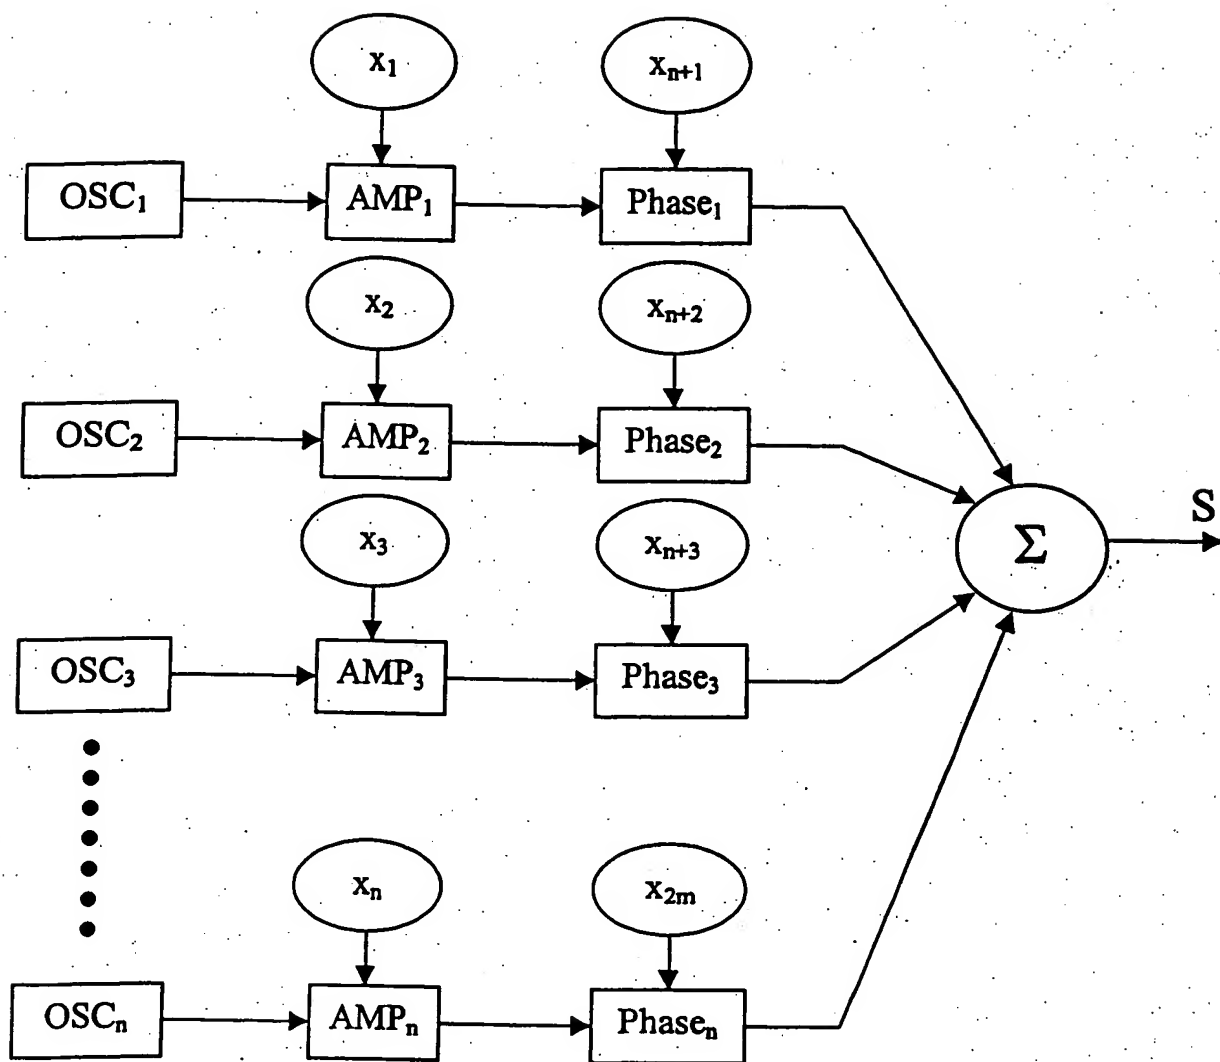 x₁ xₙ₊₁
OSC₁ AMP₁ Phase₁
x₂ xₙ₊₂
OSC₂ AMP₂ Phase₂
S
x₃ xₙ₊₃
Σ
OSC₃ AMP₃ Phase₃
xₙ x₂ₘ
OSCₙ AMPₙ Phaseₙ